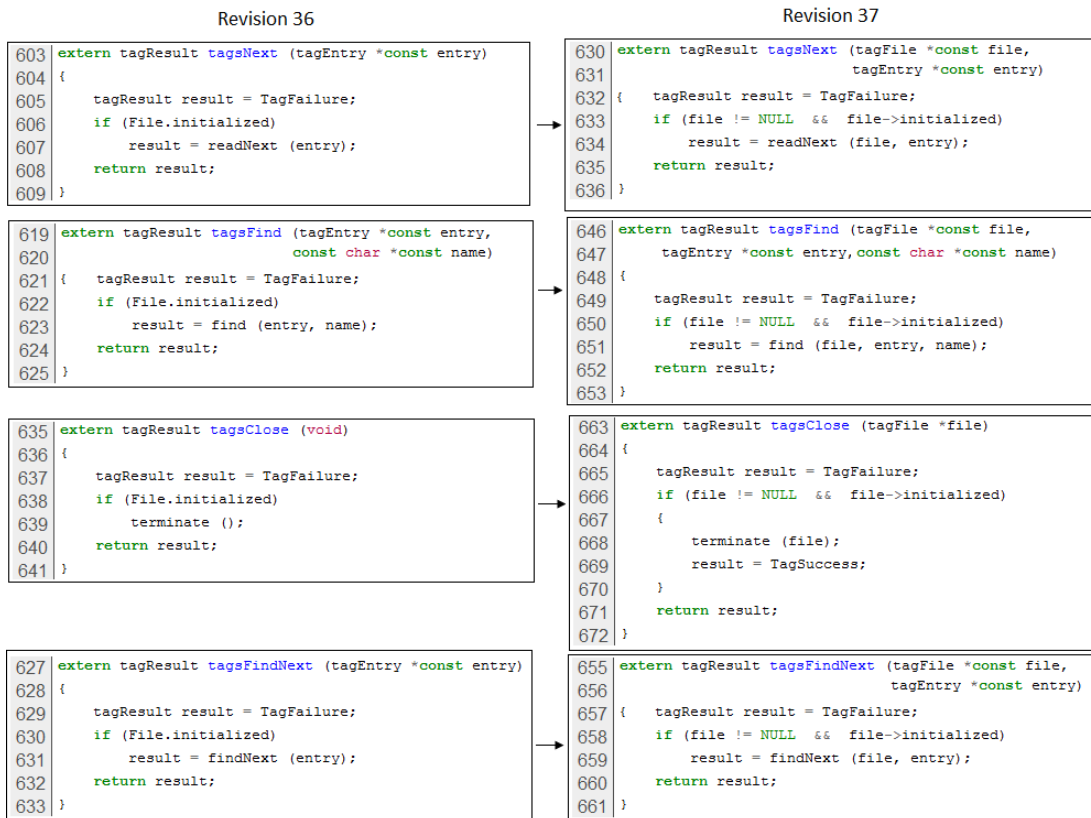 Revision 36
Revision 37
603 extern tagResult tagsNext (tagEntry *const entry)
604 {
605     tagResult result = TagFailure;
606     if (File.initialized)
607         result = readNext (entry);
608     return result;
609 }
630 extern tagResult tagsNext (tagFile *const file,
631                            tagEntry *const entry)
632 {   tagResult result = TagFailure;
633     if (file != NULL  &&  file->initialized)
634         result = readNext (file, entry);
635     return result;
636 }
619 extern tagResult tagsFind (tagEntry *const entry,
620                            const char *const name)
621 {   tagResult result = TagFailure;
622     if (File.initialized)
623         result = find (entry, name);
624     return result;
625 }
646 extern tagResult tagsFind (tagFile *const file,
647      tagEntry *const entry,const char *const name)
648 {
649     tagResult result = TagFailure;
650     if (file != NULL  &&  file->initialized)
651         result = find (file, entry, name);
652     return result;
653 }
635 extern tagResult tagsClose (void)
636 {
637     tagResult result = TagFailure;
638     if (File.initialized)
639         terminate ();
640     return result;
641 }
663 extern tagResult tagsClose (tagFile *file)
664 {
665     tagResult result = TagFailure;
666     if (file != NULL  &&  file->initialized)
667     {
668         terminate (file);
669         result = TagSuccess;
670     }
671     return result;
672 }
627 extern tagResult tagsFindNext (tagEntry *const entry)
628 {
629     tagResult result = TagFailure;
630     if (File.initialized)
631         result = findNext (entry);
632     return result;
633 }
655 extern tagResult tagsFindNext (tagFile *const file,
656                                tagEntry *const entry)
657 {   tagResult result = TagFailure;
658     if (file != NULL  &&  file->initialized)
659         result = findNext (file, entry);
660     return result;
661 }